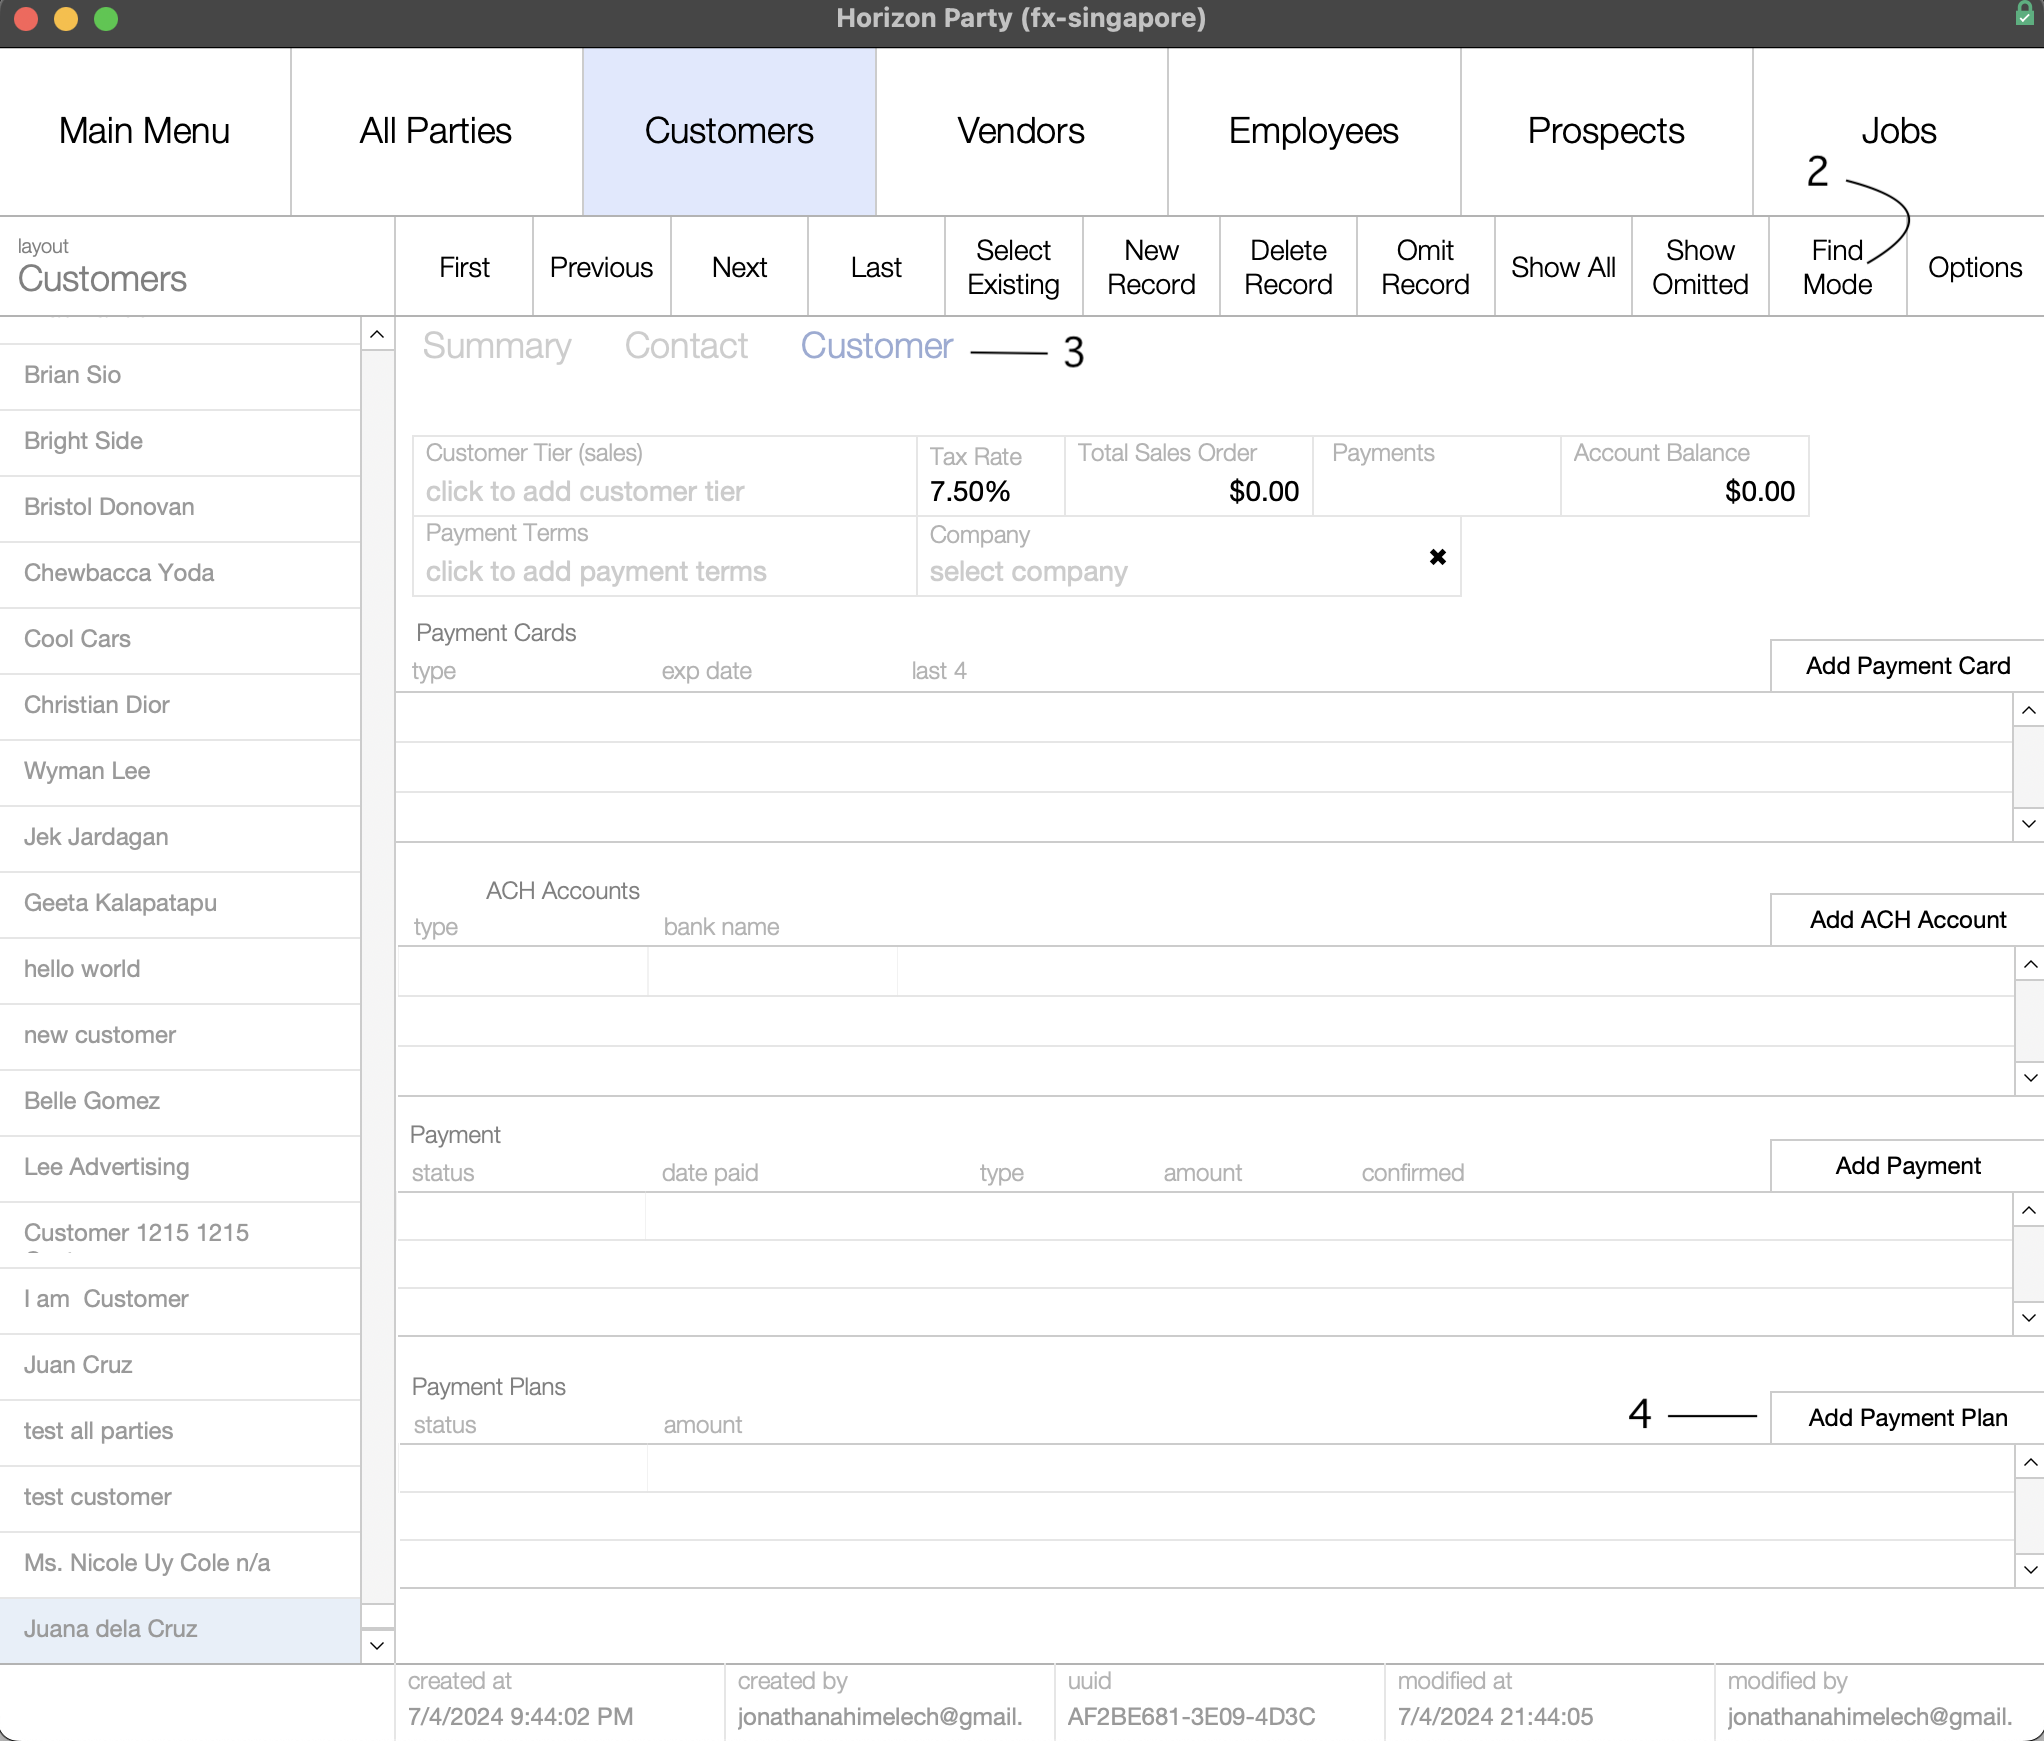 Horizon Party (fx-singapore)
Main Menu
All Parties
Customers
Vendors
Employees
Prospects
Jobs
2
layout
Customers
First
Previous
Next
Last
Select
Existing
New
Record
Delete
Record
Omit
Record
Show All
Show
Omitted
Find
Mode
Options
Brian Sio
Bright Side
Bristol Donovan
Chewbacca Yoda
Cool Cars
Christian Dior
Wyman Lee
Jek Jardagan
Geeta Kalapatapu
hello world
new customer
Belle Gomez
Lee Advertising
Customer 1215 1215
I am  Customer
Juan Cruz
test all parties
test customer
Ms. Nicole Uy Cole n/a
Juana dela Cruz
Summary Contact Customer 3
Customer Tier (sales)
click to add customer tier
Tax Rate
7.50%
Total Sales Order
$0.00
Payments
Account Balance
$0.00
Payment Terms
click to add payment terms
Company
select company
Payment Cards
type exp date last 4
Add Payment Card
ACH Accounts
type bank name
Add ACH Account
Payment
status date paid type amount confirmed
Add Payment
Payment Plans
status amount
4
Add Payment Plan
created at
7/4/2024 9:44:02 PM
created by
jonathanahimelech@gmail.
uuid
AF2BE681-3E09-4D3C
modified at
7/4/2024 21:44:05
modified by
jonathanahimelech@gmail.